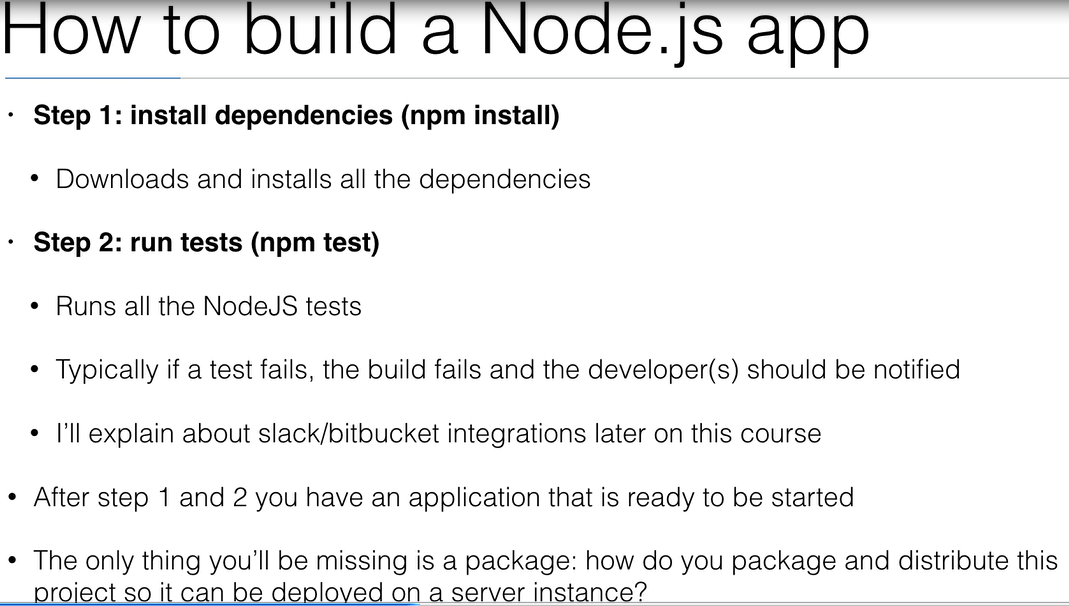 How to build a Node.js app
• Step 1: install dependencies (npm install)
• Downloads and installs all the dependencies
• Step 2: run tests (npm test)
• Runs all the NodeJS tests
• Typically if a test fails, the build fails and the developer(s) should be notified
• I’ll explain about slack/bitbucket integrations later on this course
• After step 1 and 2 you have an application that is ready to be started
• The only thing you’ll be missing is a package: how do you package and distribute this
project so it can be deployed on a server instance?